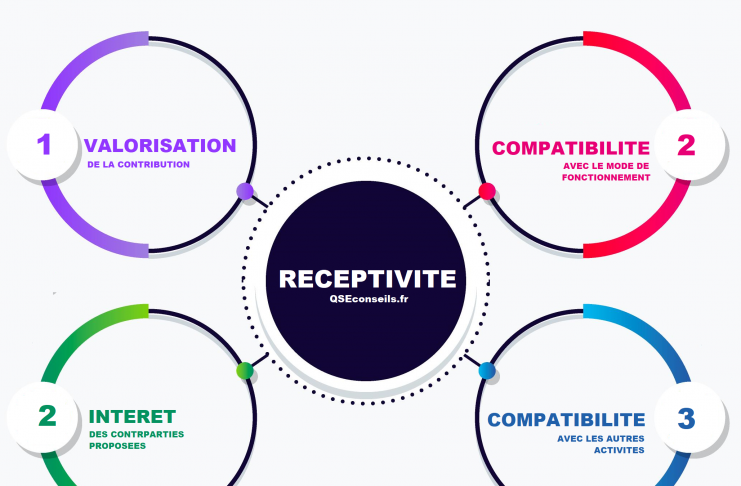 1
VALORISATION
DE LA CONTRIBUTION
COMPATIBILITE
2
AVEC LE MODE DE
FONCTIONNEMENT
RECEPTIVITE
QSEconseils.fr
2
INTERET
DES CONTRPARTIES
PROPOSEES
COMPATIBILITE
3
AVEC LES AUTRES
ACTIVITES